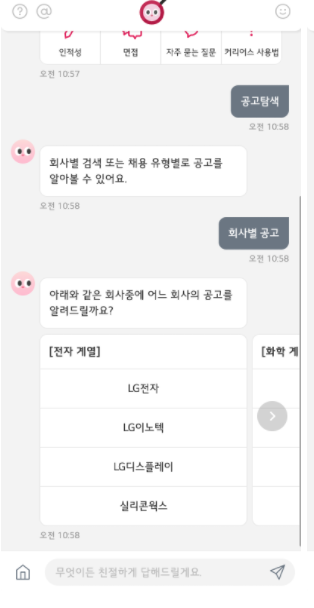 인적성
면접
자주 묻는 질문
커리어스 사용법
오전 10:57
공고탐색
오전 10:58
회사별 검색 또는 채용 유형별로 공고를
알아볼 수 있어요.
오전 10:58
회사별 공고
오전 10:58
아래와 같은 회사중에 어느 회사의 공고를
알려드릴까요?
[전자 계열]
LG전자
LG이노텍
LG디스플레이
실리콘웍스
[화학 계
오전 10:58
무엇이든 친절하게 답해드릴게요.